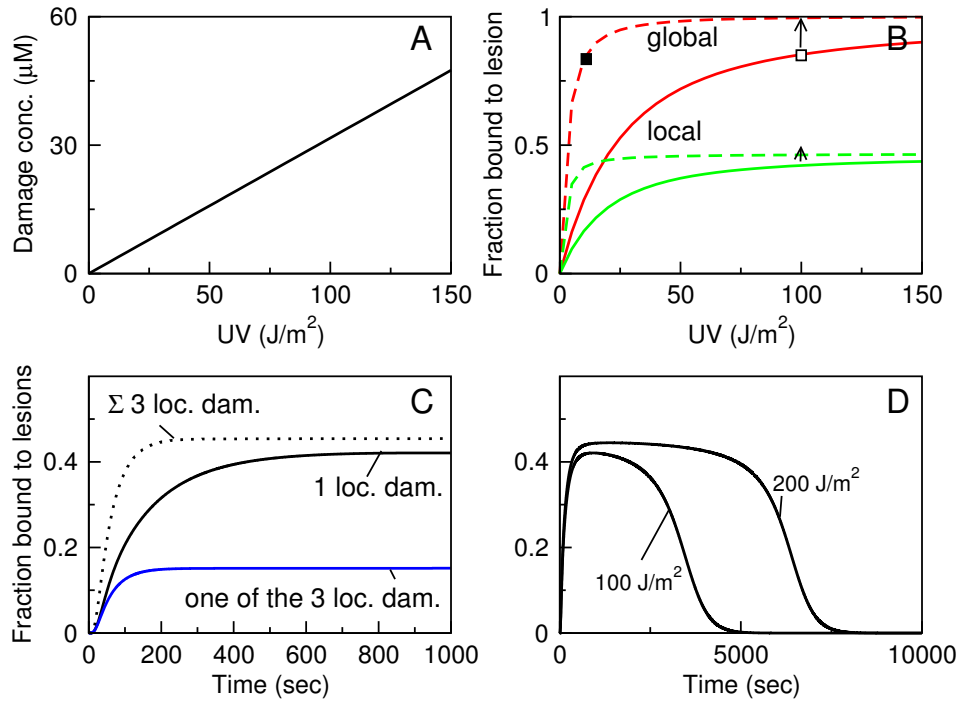 A
Damage conc. (μM)
60
30
0
0
50
100
150
UV (J/m²)
B
Fraction bound to lesion
1
0.5
0
global
local
0
50
100
150
UV (J/m²)
C
Fraction bound to lesions
0.4
0.2
0
Σ 3 loc. dam.
1 loc. dam.
one of the 3 loc. dam.
0
200
400
600
800
1000
Time (sec)
D
0.4
0.2
0
200 J/m²
100 J/m²
0
5000
10000
Time (sec)